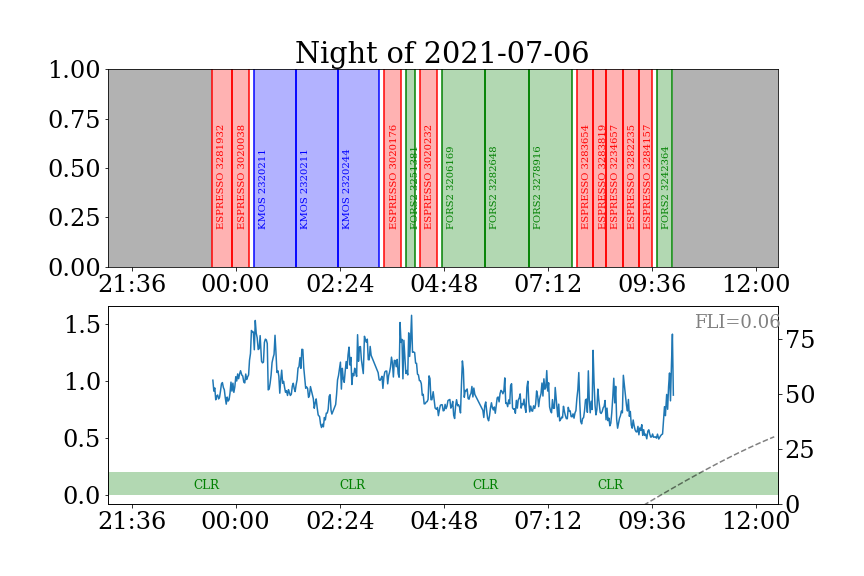 Night of 2021-07-06
1.00
0.75
0.50
0.25
0.00
ESPRESSO 3281932
ESPRESSO 3020038
KMOS 2320211
KMOS 2320211
KMOS 2320244
ESPRESSO 3020176
FORS2 3251381
ESPRESSO 3020232
FORS2 3206169
FORS2 3282648
FORS2 3278916
ESPRESSO 3283654
ESPRESSO 3283819
ESPRESSO 3234657
ESPRESSO 3282235
ESPRESSO 3284157
FORS2 3242364
21:36 00:00 02:24 04:48 07:12 09:36 12:00
FLI=0.06
1.5
1.0
0.5
0.0
75
50
25
0
CLR CLR CLR CLR
21:36 00:00 02:24 04:48 07:12 09:36 12:00